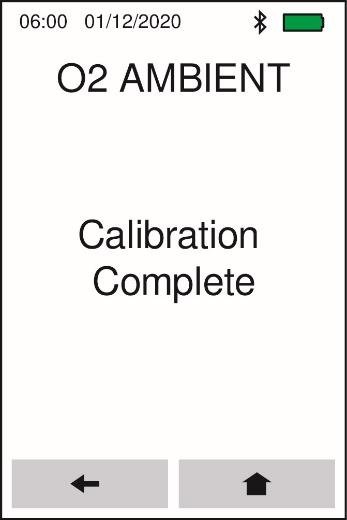 06:00 01/12/2020
O2 AMBIENT
Calibration
Complete